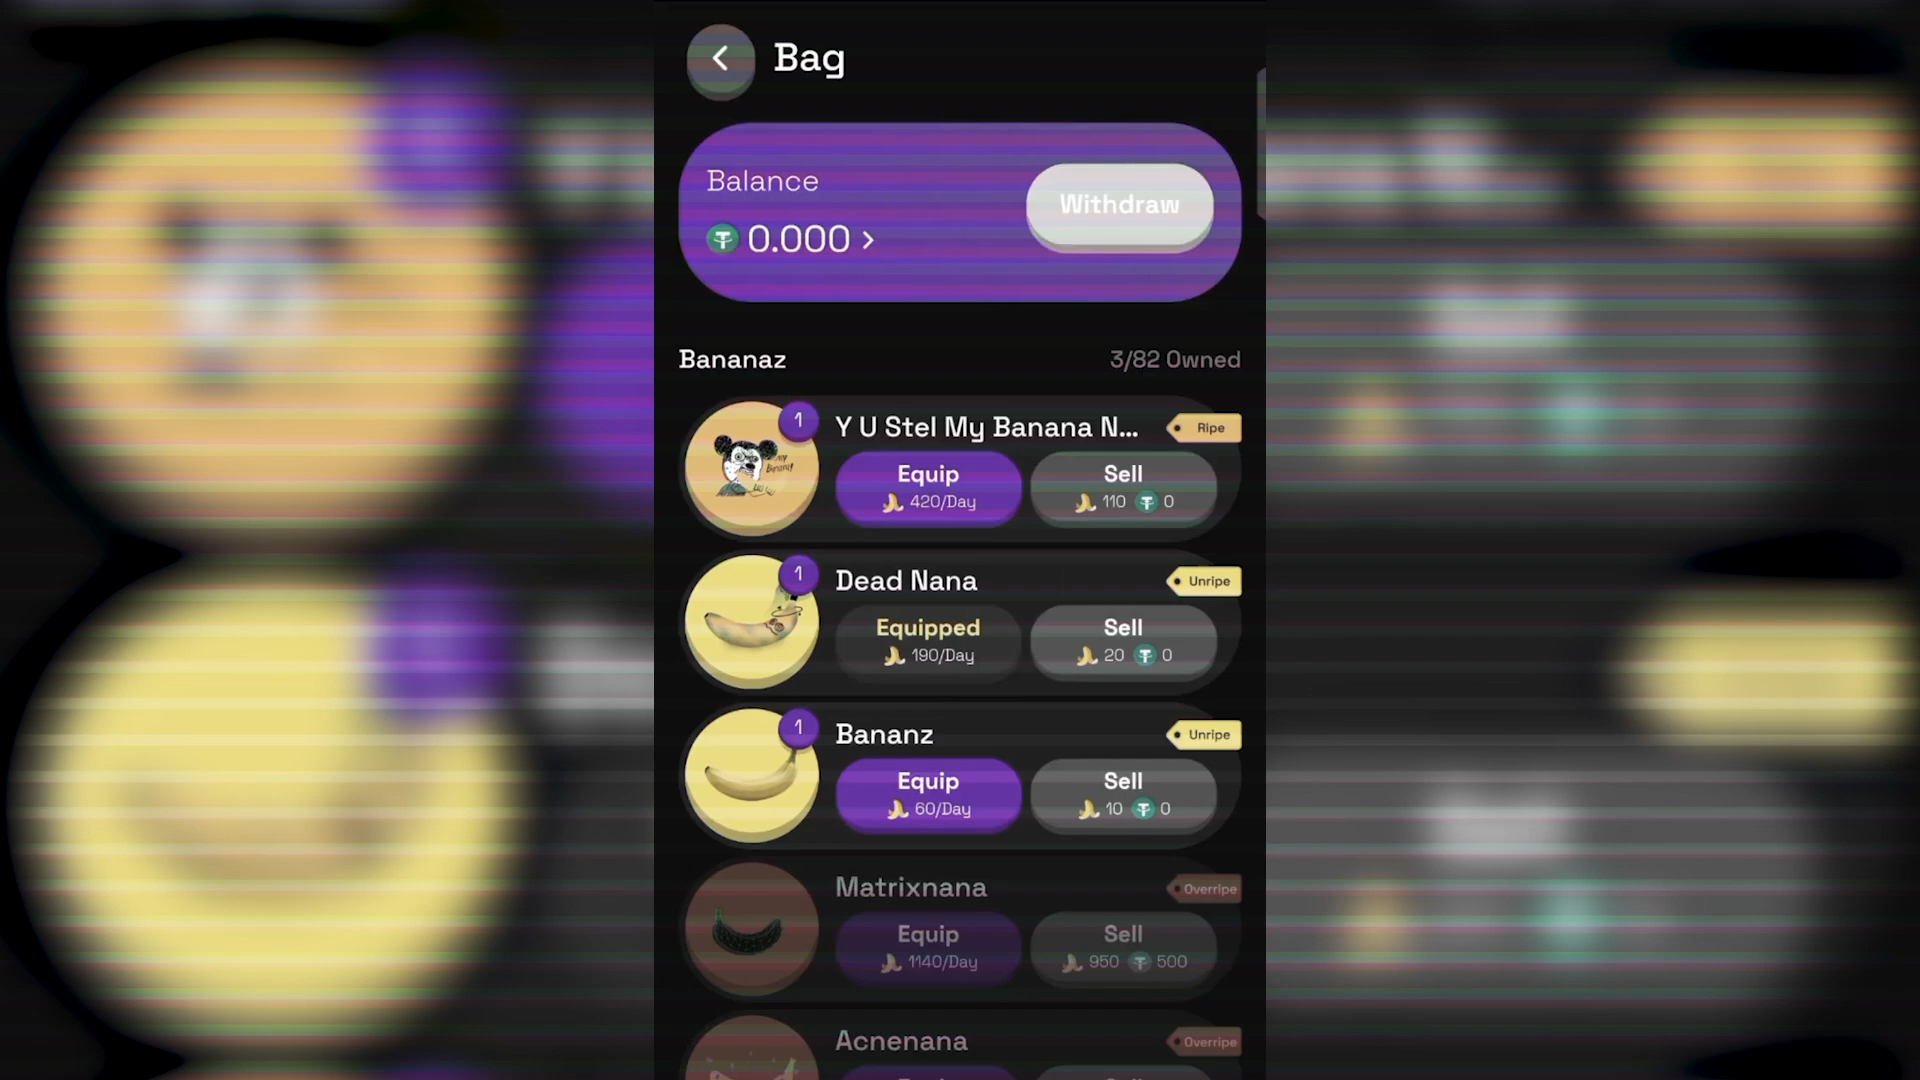 Bag
Balance
0.000 >
Withdraw
Bananaz
3/82 Owned
1
Y U Stel My Banana N...
Ripe
My
Banana!
Equip
420/Day
Sell
110 0
1
Dead Nana
Unripe
Equipped
190/Day
Sell
20 0
1
Bananz
Unripe
Equip
60/Day
Sell
10 0
Matrixnana
Overripe
Equip
1140/Day
Sell
950 500
Acnenana
Overripe